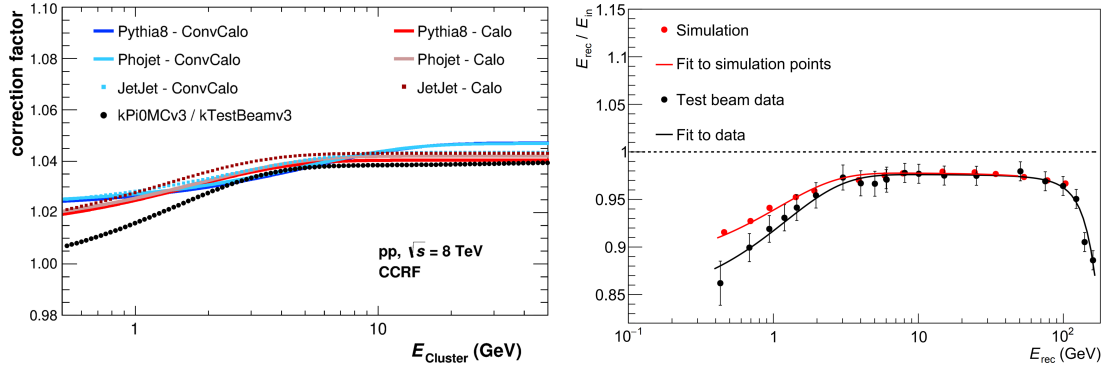 correction factor
1.10
1.08
1.06
1.04
1.02
1.00
0.98
Pythia8 - ConvCalo
Pythia8 - Calo
Phojet - ConvCalo
Phojet - Calo
JetJet - ConvCalo
JetJet - Calo
kPi0MCv3 / kTestBeamv3
pp, √s = 8 TeV
CCRF
1
10
E_Cluster (GeV)
E_rec / E_in
1.15
1.1
1.05
1
0.95
0.9
0.85
Simulation
Fit to simulation points
Test beam data
Fit to data
10⁻¹
1
10
10²
E_rec (GeV)